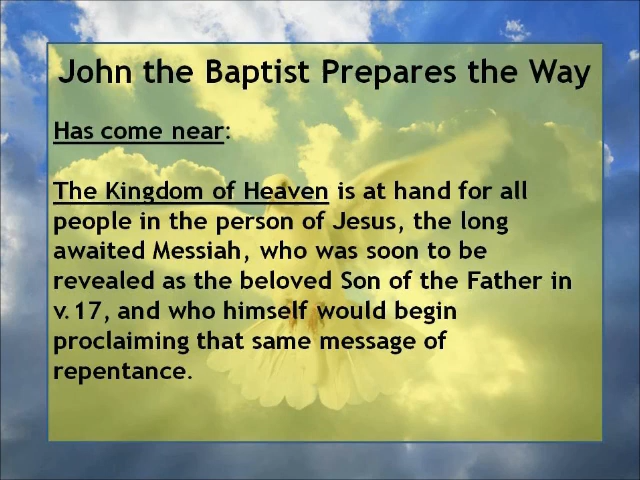 John the Baptist Prepares the Way
Has come near:
The Kingdom of Heaven is at hand for all
people in the person of Jesus, the long
awaited Messiah, who was soon to be
revealed as the beloved Son of the Father in
v.17, and who himself would begin
proclaiming that same message of
repentance.